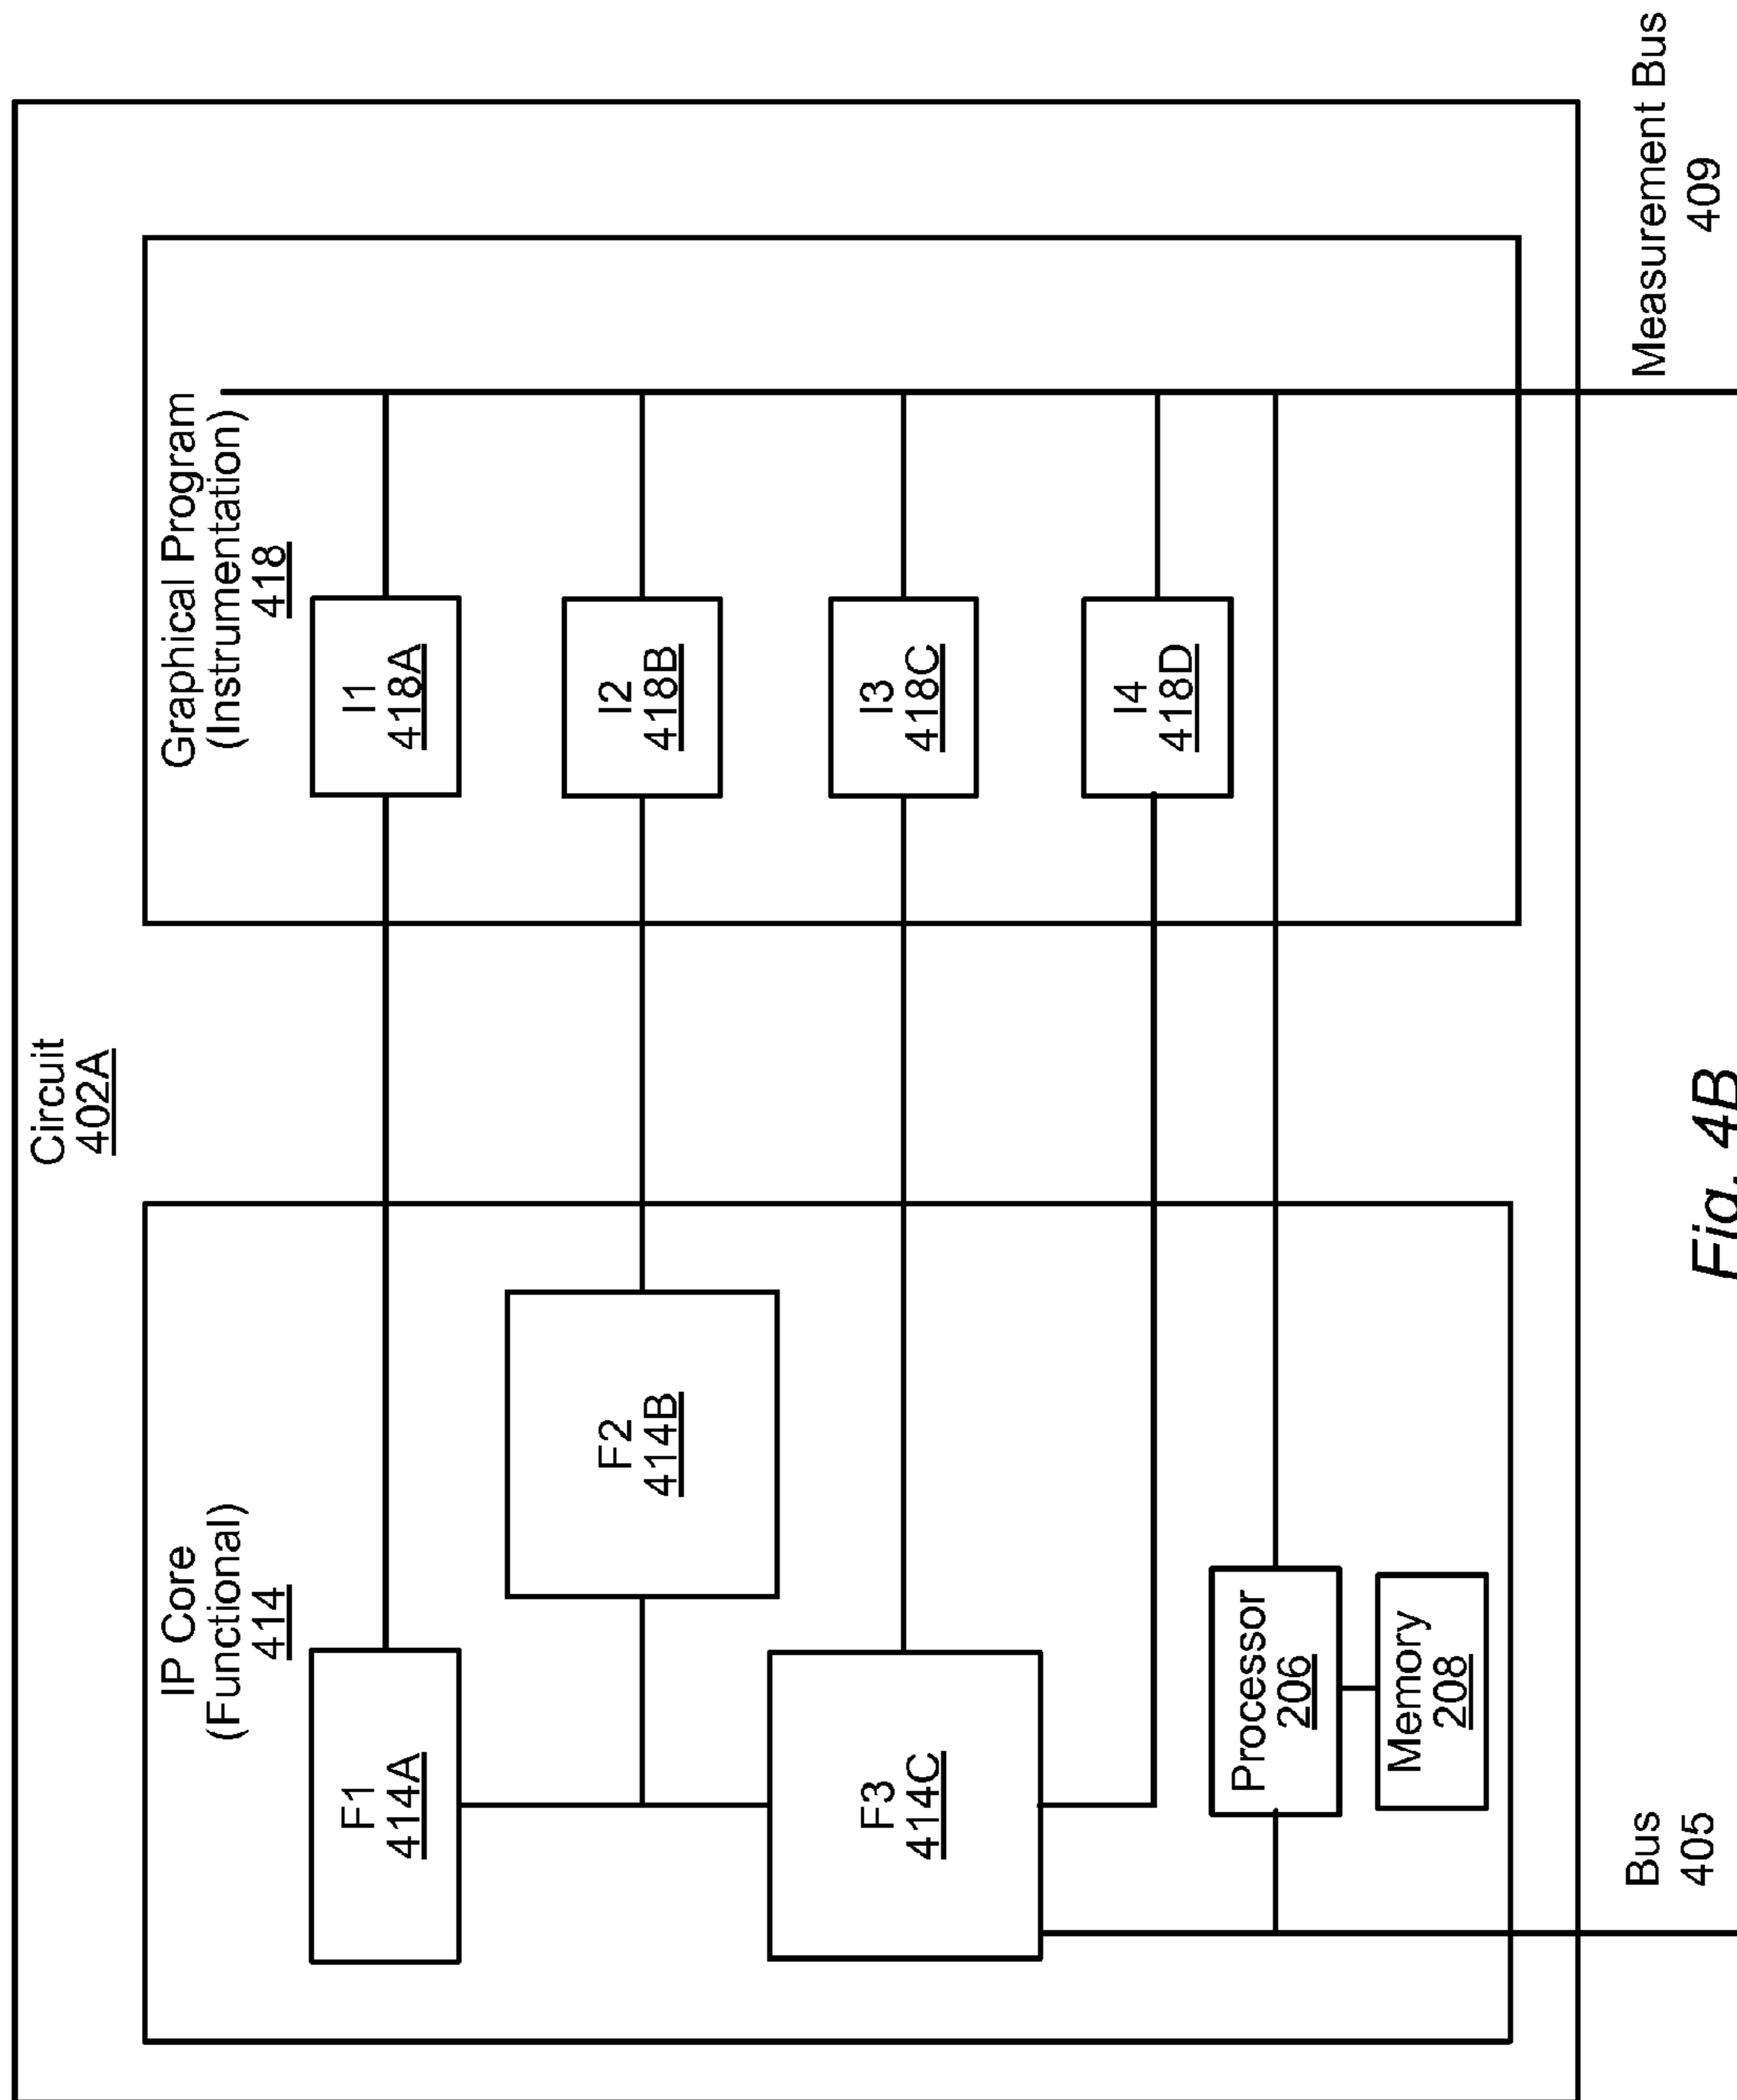 Circuit
402A
IP Core
(Functional)
414
Graphical Program
(Instrumentation)
418
F1
414A
I1
418A
F2
414B
I2
418B
F3
414C
I3
418C
I4
418D
Processor
206
Memory
208
Bus
405
Measurement Bus
409
Fig. 4B